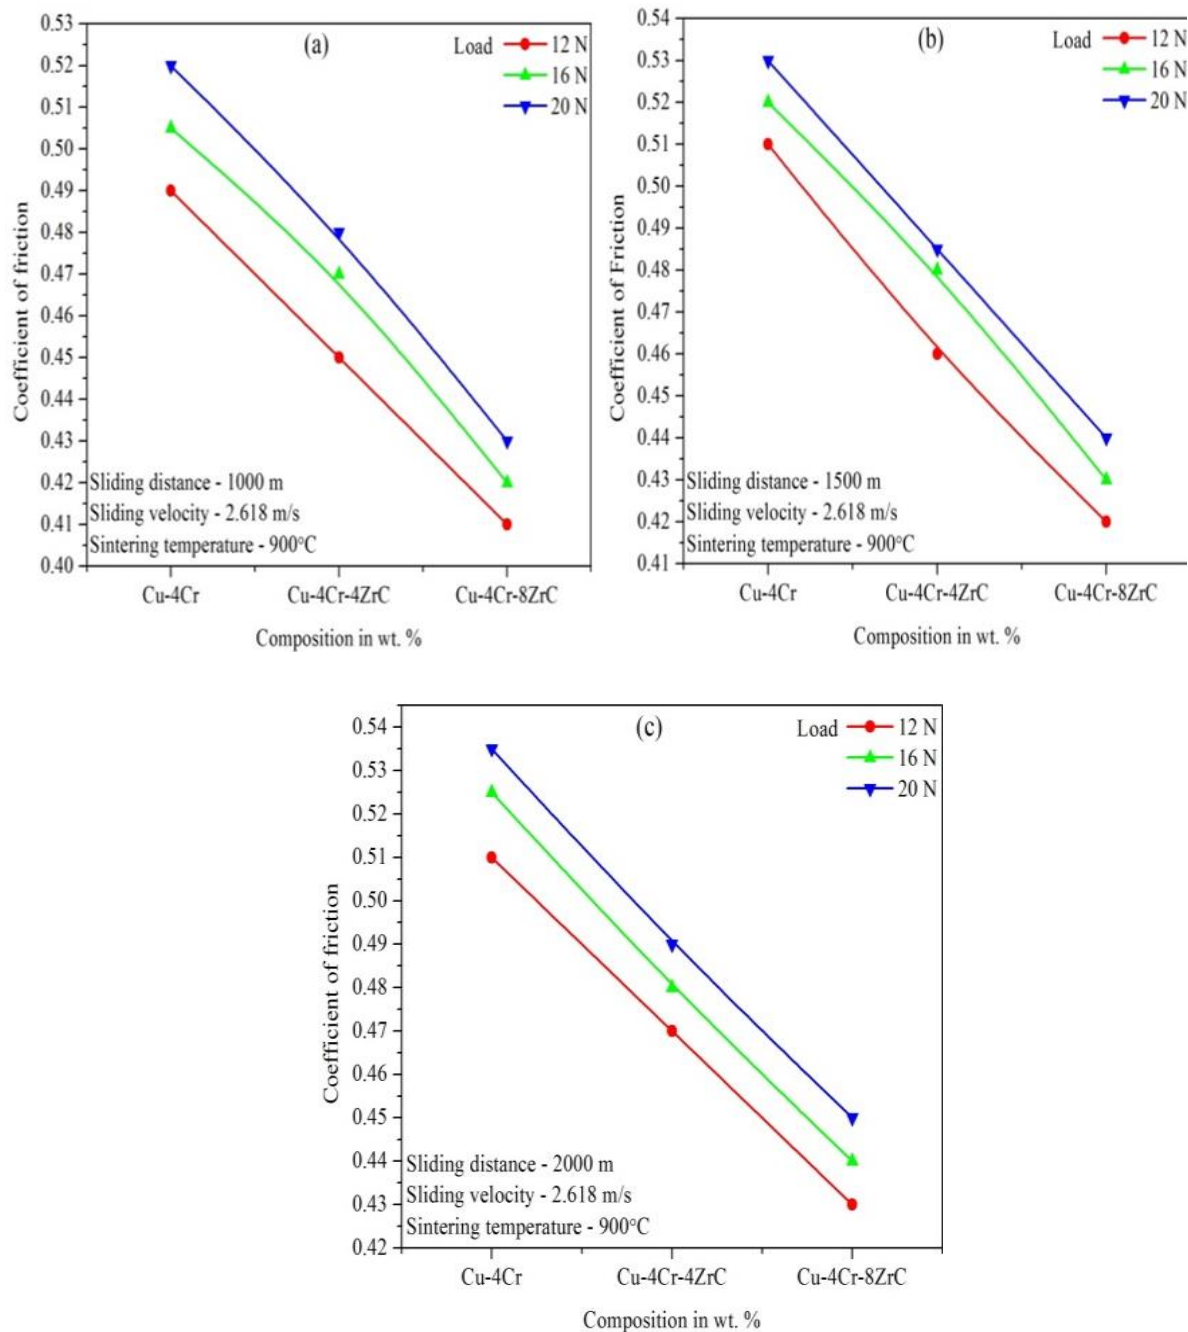 (a)
Load
12 N
16 N
20 N
0.53
0.52
0.51
0.50
0.49
0.48
0.47
0.46
0.45
0.44
0.43
0.42
0.41
0.40
Coefficient of friction
Sliding distance - 1000 m
Sliding velocity - 2.618 m/s
Sintering temperature - 900°C
Cu-4Cr
Cu-4Cr-4ZrC
Cu-4Cr-8ZrC
Composition in wt. %
(b)
Load
12 N
16 N
20 N
0.54
0.53
0.52
0.51
0.50
0.49
0.48
0.47
0.46
0.45
0.44
0.43
0.42
0.41
Coefficient of Friction
Sliding distance - 1500 m
Sliding velocity - 2.618 m/s
Sintering temperature - 900°C
Cu-4Cr
Cu-4Cr-4ZrC
Cu-4Cr-8ZrC
Composition in wt. %
(c)
Load
12 N
16 N
20 N
0.54
0.53
0.52
0.51
0.50
0.49
0.48
0.47
0.46
0.45
0.44
0.43
0.42
Coefficient of friction
Sliding distance - 2000 m
Sliding velocity - 2.618 m/s
Sintering temperature - 900°C
Cu-4Cr
Cu-4Cr-4ZrC
Cu-4Cr-8ZrC
Composition in wt. %